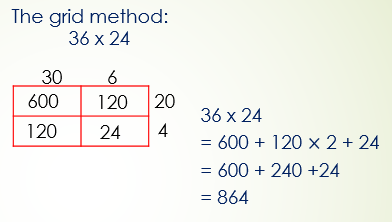 The grid method:
36 x 24
30 6
600 120 20
120 24 4
36 x 24
= 600 + 120 × 2 + 24
= 600 + 240 +24
= 864